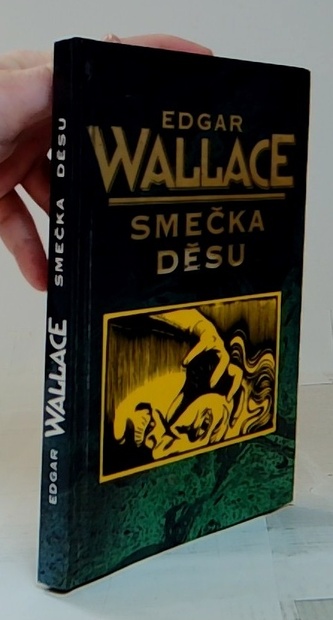 EDGAR
WALLACE
SMEČKA
DĚSU
EDGAR WALLACE SMEČKA DĚSU